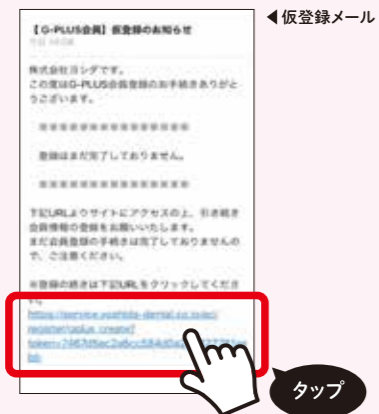 ◀仮登録メール
【G-PLUS会員】仮登録のお知らせ
株式会社ヨシダです。
この度はG-PLUS会員登録のお手続きありがと
うございます。
※※※※※※※※※※※※※※※※
登録はまだ完了しておりません。
※※※※※※※※※※※※※※※※
下記URLよりサイトにアクセスの上、引き続き
会員情報の登録をお願いいたします。
まだ会員登録の手続きは完了しておりませんの
で、ご注意ください。
※登録の続きは下記URLをクリックしてくださ
い。
https://service.yoshida-dental.co.jp/ec/
register/gplus_create?
タップ